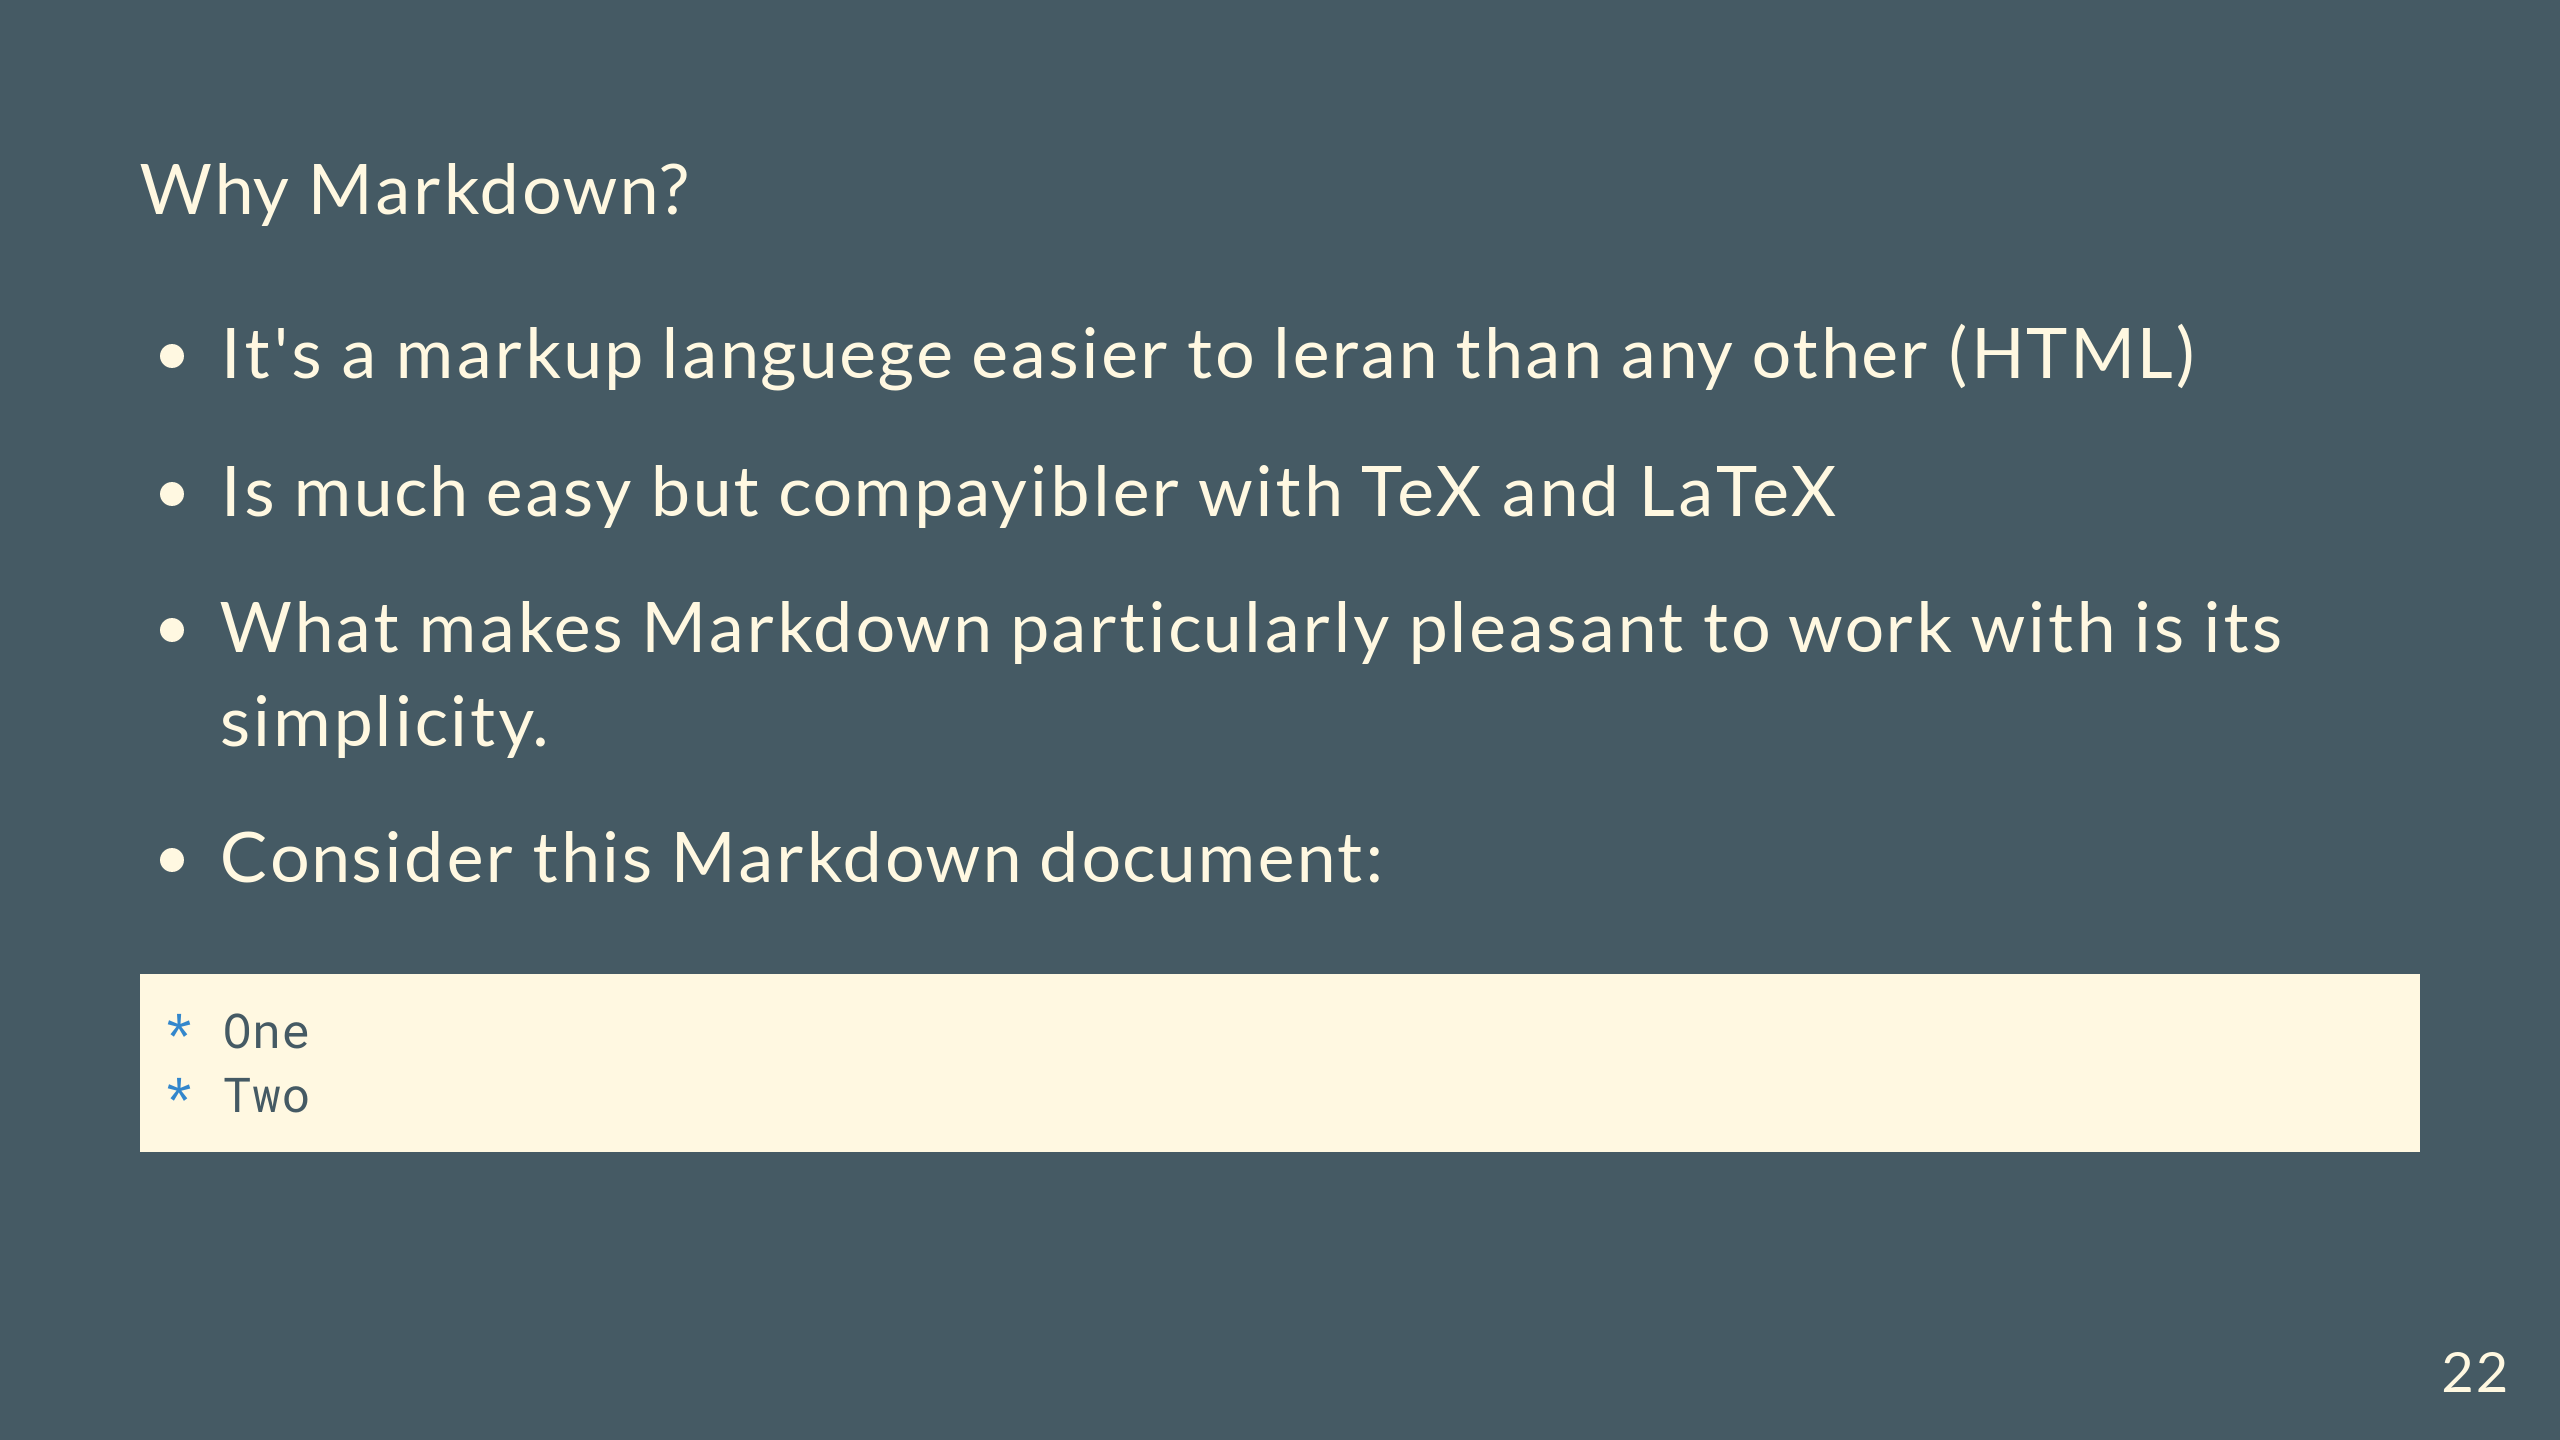 Why Markdown?
• It's a markup languege easier to leran than any other (HTML)
• Is much easy but compayibler with TeX and LaTeX
• What makes Markdown particularly pleasant to work with is its
simplicity.
• Consider this Markdown document:
* One
* Two
22